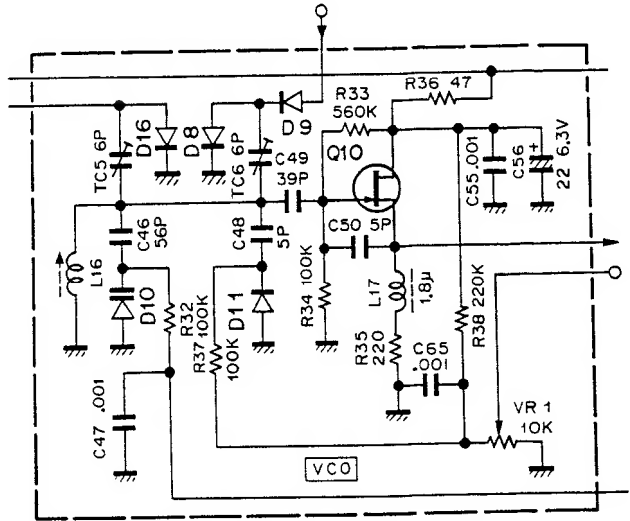 R36 47
R33
560K
D9
D16
D8
TC5 6P
TC6 6P
C49
39P
Q10
C55 .001
C56
22 6.3V
+
C46
56P
C48
5P
C50 5P
L16
D10
R32
100K
D11
R37
100K
R34 100K
L17
1.8μ
R38 220K
R35
220
C65
.001
C47 .001
VR 1
10K
VCO